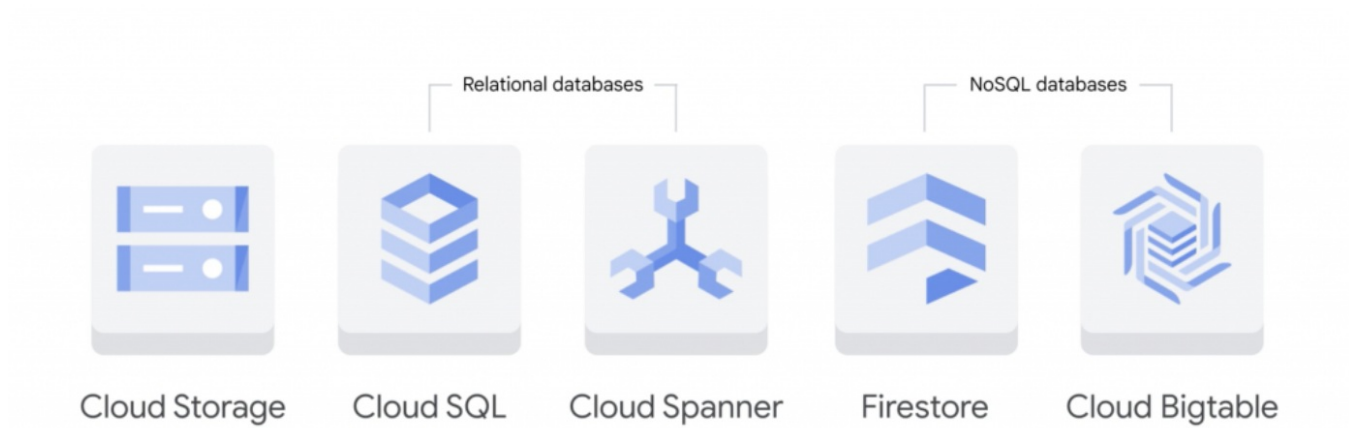 Relational databases
NoSQL databases
Cloud Storage
Cloud SQL
Cloud Spanner
Firestore
Cloud Bigtable